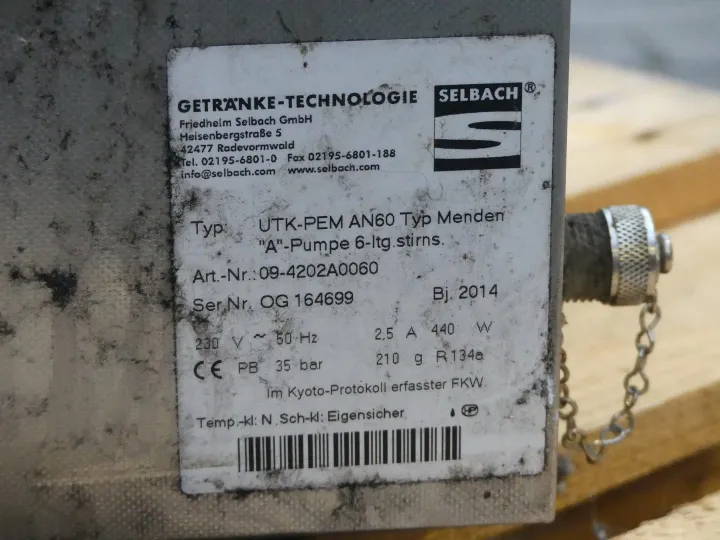 GETRÄNKE-TECHNOLOGIE
Friedhelm Selbach GmbH
Heisenbergstraße 5
42477 Radevormwald
Tel. 02195-6801-0 Fax 02195-6801-188
info@selbach.com www.selbach.com
SELBACH®
Typ: UTK-PEM AN60 Typ Menden
"A"-Pumpe 6-ltg.stirns.
Art.-Nr.: 09-4202A0060
Ser.Nr. OG 164699 Bj. 2014
230 V ~ 50 Hz 2,5 A 440 W
CE PB 35 bar 210 g R134a
Im Kyoto-Protokoll erfasster FKW.
Temp.-kl: N Sch-kl: Eigensicher HP